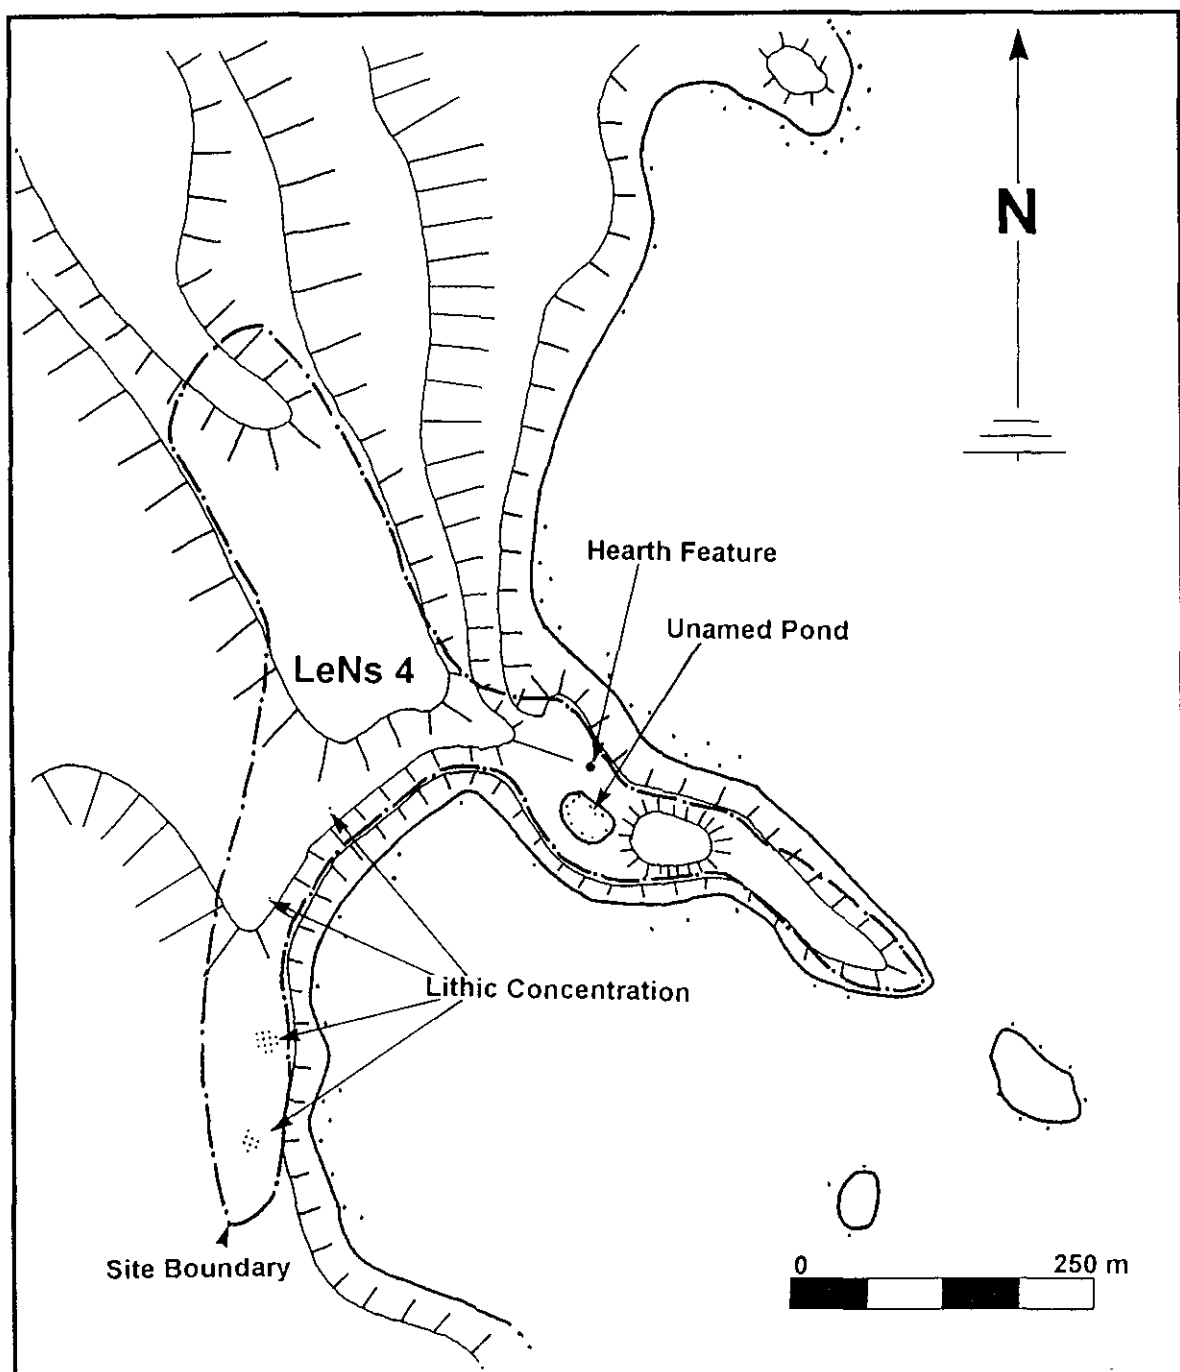 N
Hearth Feature
Unamed Pond
LeNs 4
Lithic Concentration
Site Boundary
0 250 m